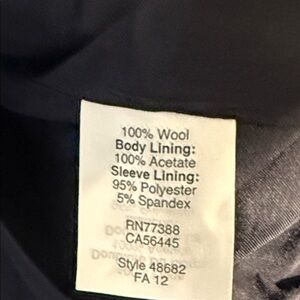 100% Wool
Body Lining:
100% Acetate
Sleeve Lining:
95% Polyester
5% Spandex
RN77388
CA56445
Style 48682
FA 12